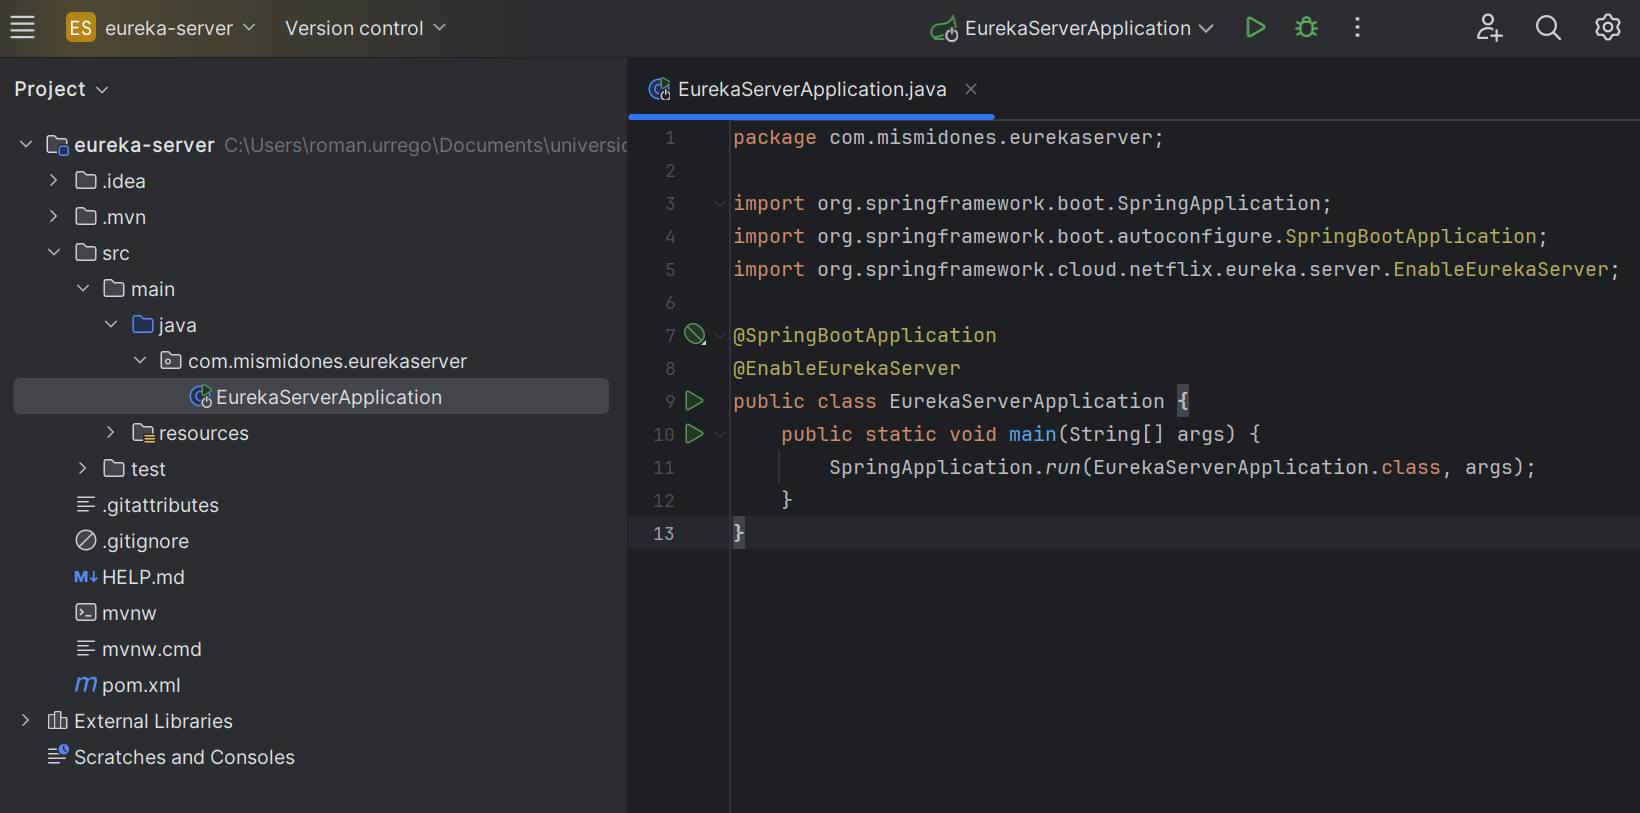 ES eureka-server Version control EurekaServerApplication
Project
eureka-server C:\Users\roman.urrego\Documents\universid
.idea
.mvn
src
main
java
com.mismidones.eurekaserver
EurekaServerApplication
resources
test
.gitattributes
.gitignore
M↓ HELP.md
mvnw
mvnw.cmd
m pom.xml
External Libraries
Scratches and Consoles
EurekaServerApplication.java
1 package com.mismidones.eurekaserver;
2
3 import org.springframework.boot.SpringApplication;
4 import org.springframework.boot.autoconfigure.SpringBootApplication;
5 import org.springframework.cloud.netflix.eureka.server.EnableEurekaServer;
6
7 @SpringBootApplication
8 @EnableEurekaServer
9 public class EurekaServerApplication {
10 public static void main(String[] args) {
11 SpringApplication.run(EurekaServerApplication.class, args);
12 }
13 }